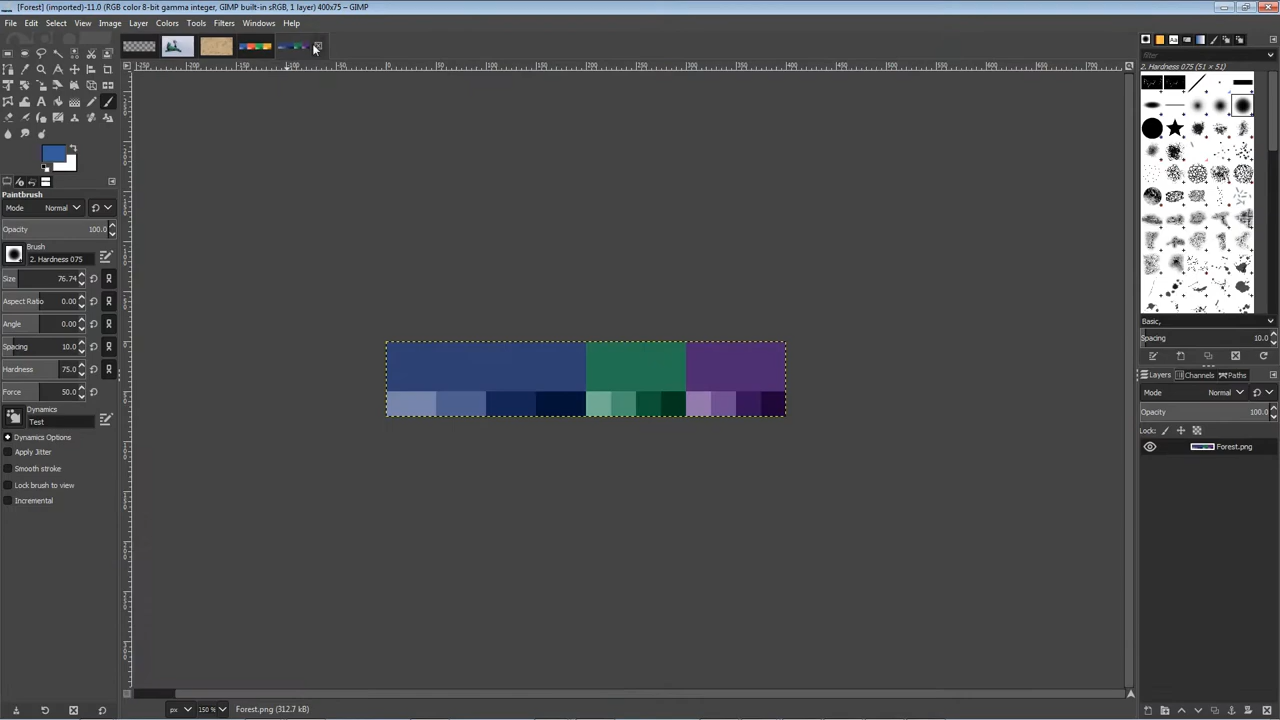 [Forest] (imported)-11.0 (RGB color 8-bit gamma integer, GIMP built-in sRGB, 1 layer) 400x75 – GIMP
File Edit Select View Image Layer Colors Tools Filters Windows Help
filter
2. Hardness 075 (51 × 51)
Paintbrush
Mode Normal
Opacity 100.0
Brush
2. Hardness 075
Size 76.74
Aspect Ratio 0.00
Angle 0.00
Spacing 10.0
Hardness 75.0
Force 50.0
Dynamics
Test
Dynamics Options
Apply Jitter
Smooth stroke
Lock brush to view
Incremental
Basic,
Spacing 10.0
Layers Channels Paths
Mode Normal
Opacity 100.0
Lock:
Forest.png
px 150 % Forest.png (312.7 kB)